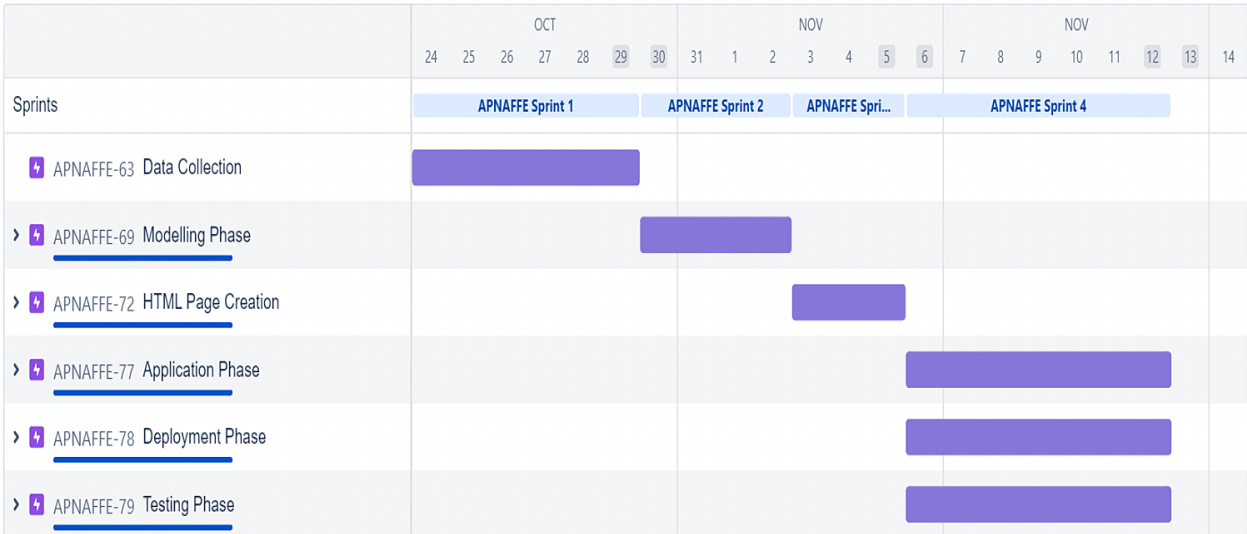 OCT NOV NOV
24 25 26 27 28 29 30 31 1 2 3 4 5 6 7 8 9 10 11 12 13 14
Sprints APNAFFE Sprint 1 APNAFFE Sprint 2 APNAFFE Spri... APNAFFE Sprint 4
APNAFFE-63 Data Collection
APNAFFE-69 Modelling Phase
APNAFFE-72 HTML Page Creation
APNAFFE-77 Application Phase
APNAFFE-78 Deployment Phase
APNAFFE-79 Testing Phase